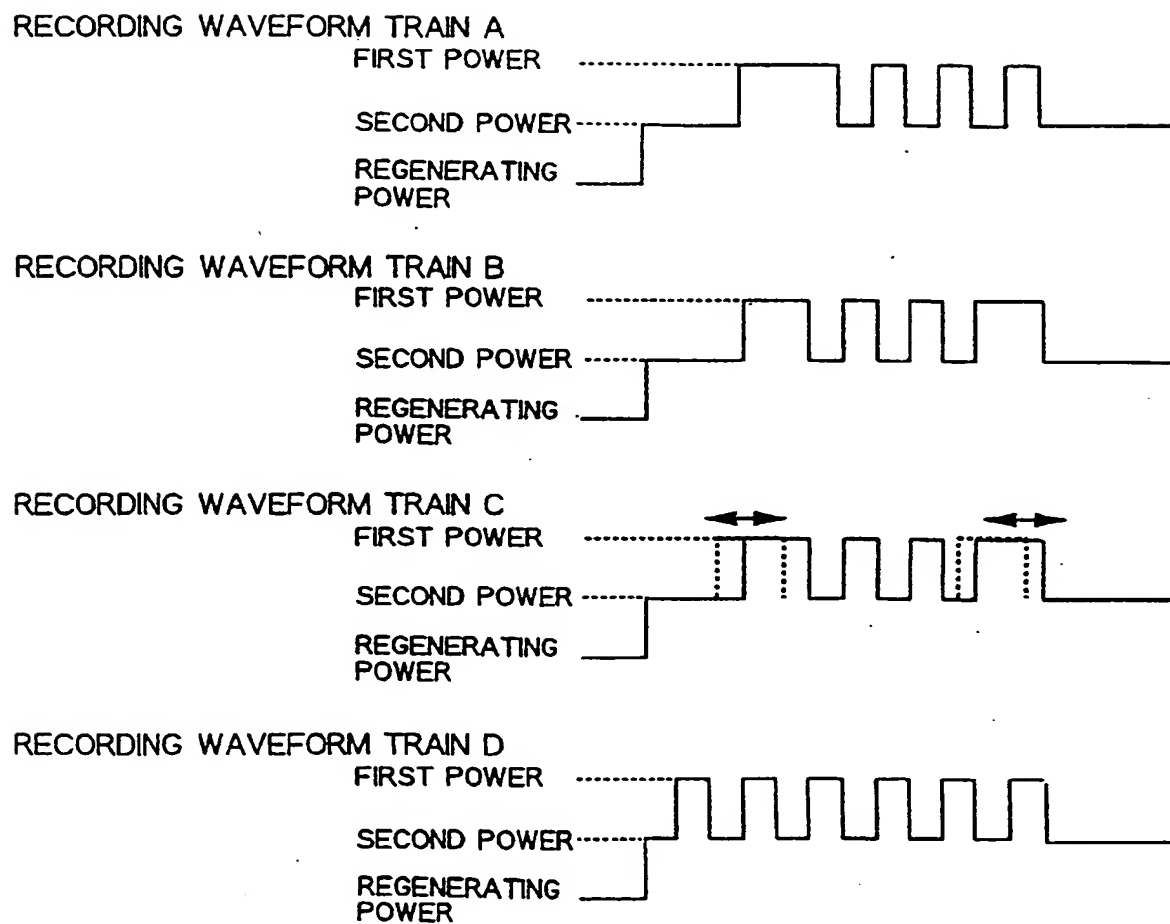 RECORDING WAVEFORM TRAIN A
FIRST POWER
SECOND POWER
REGENERATING
POWER
RECORDING WAVEFORM TRAIN B
FIRST POWER
SECOND POWER
REGENERATING
POWER
RECORDING WAVEFORM TRAIN C
FIRST POWER
SECOND POWER
REGENERATING
POWER
RECORDING WAVEFORM TRAIN D
FIRST POWER
SECOND POWER
REGENERATING
POWER